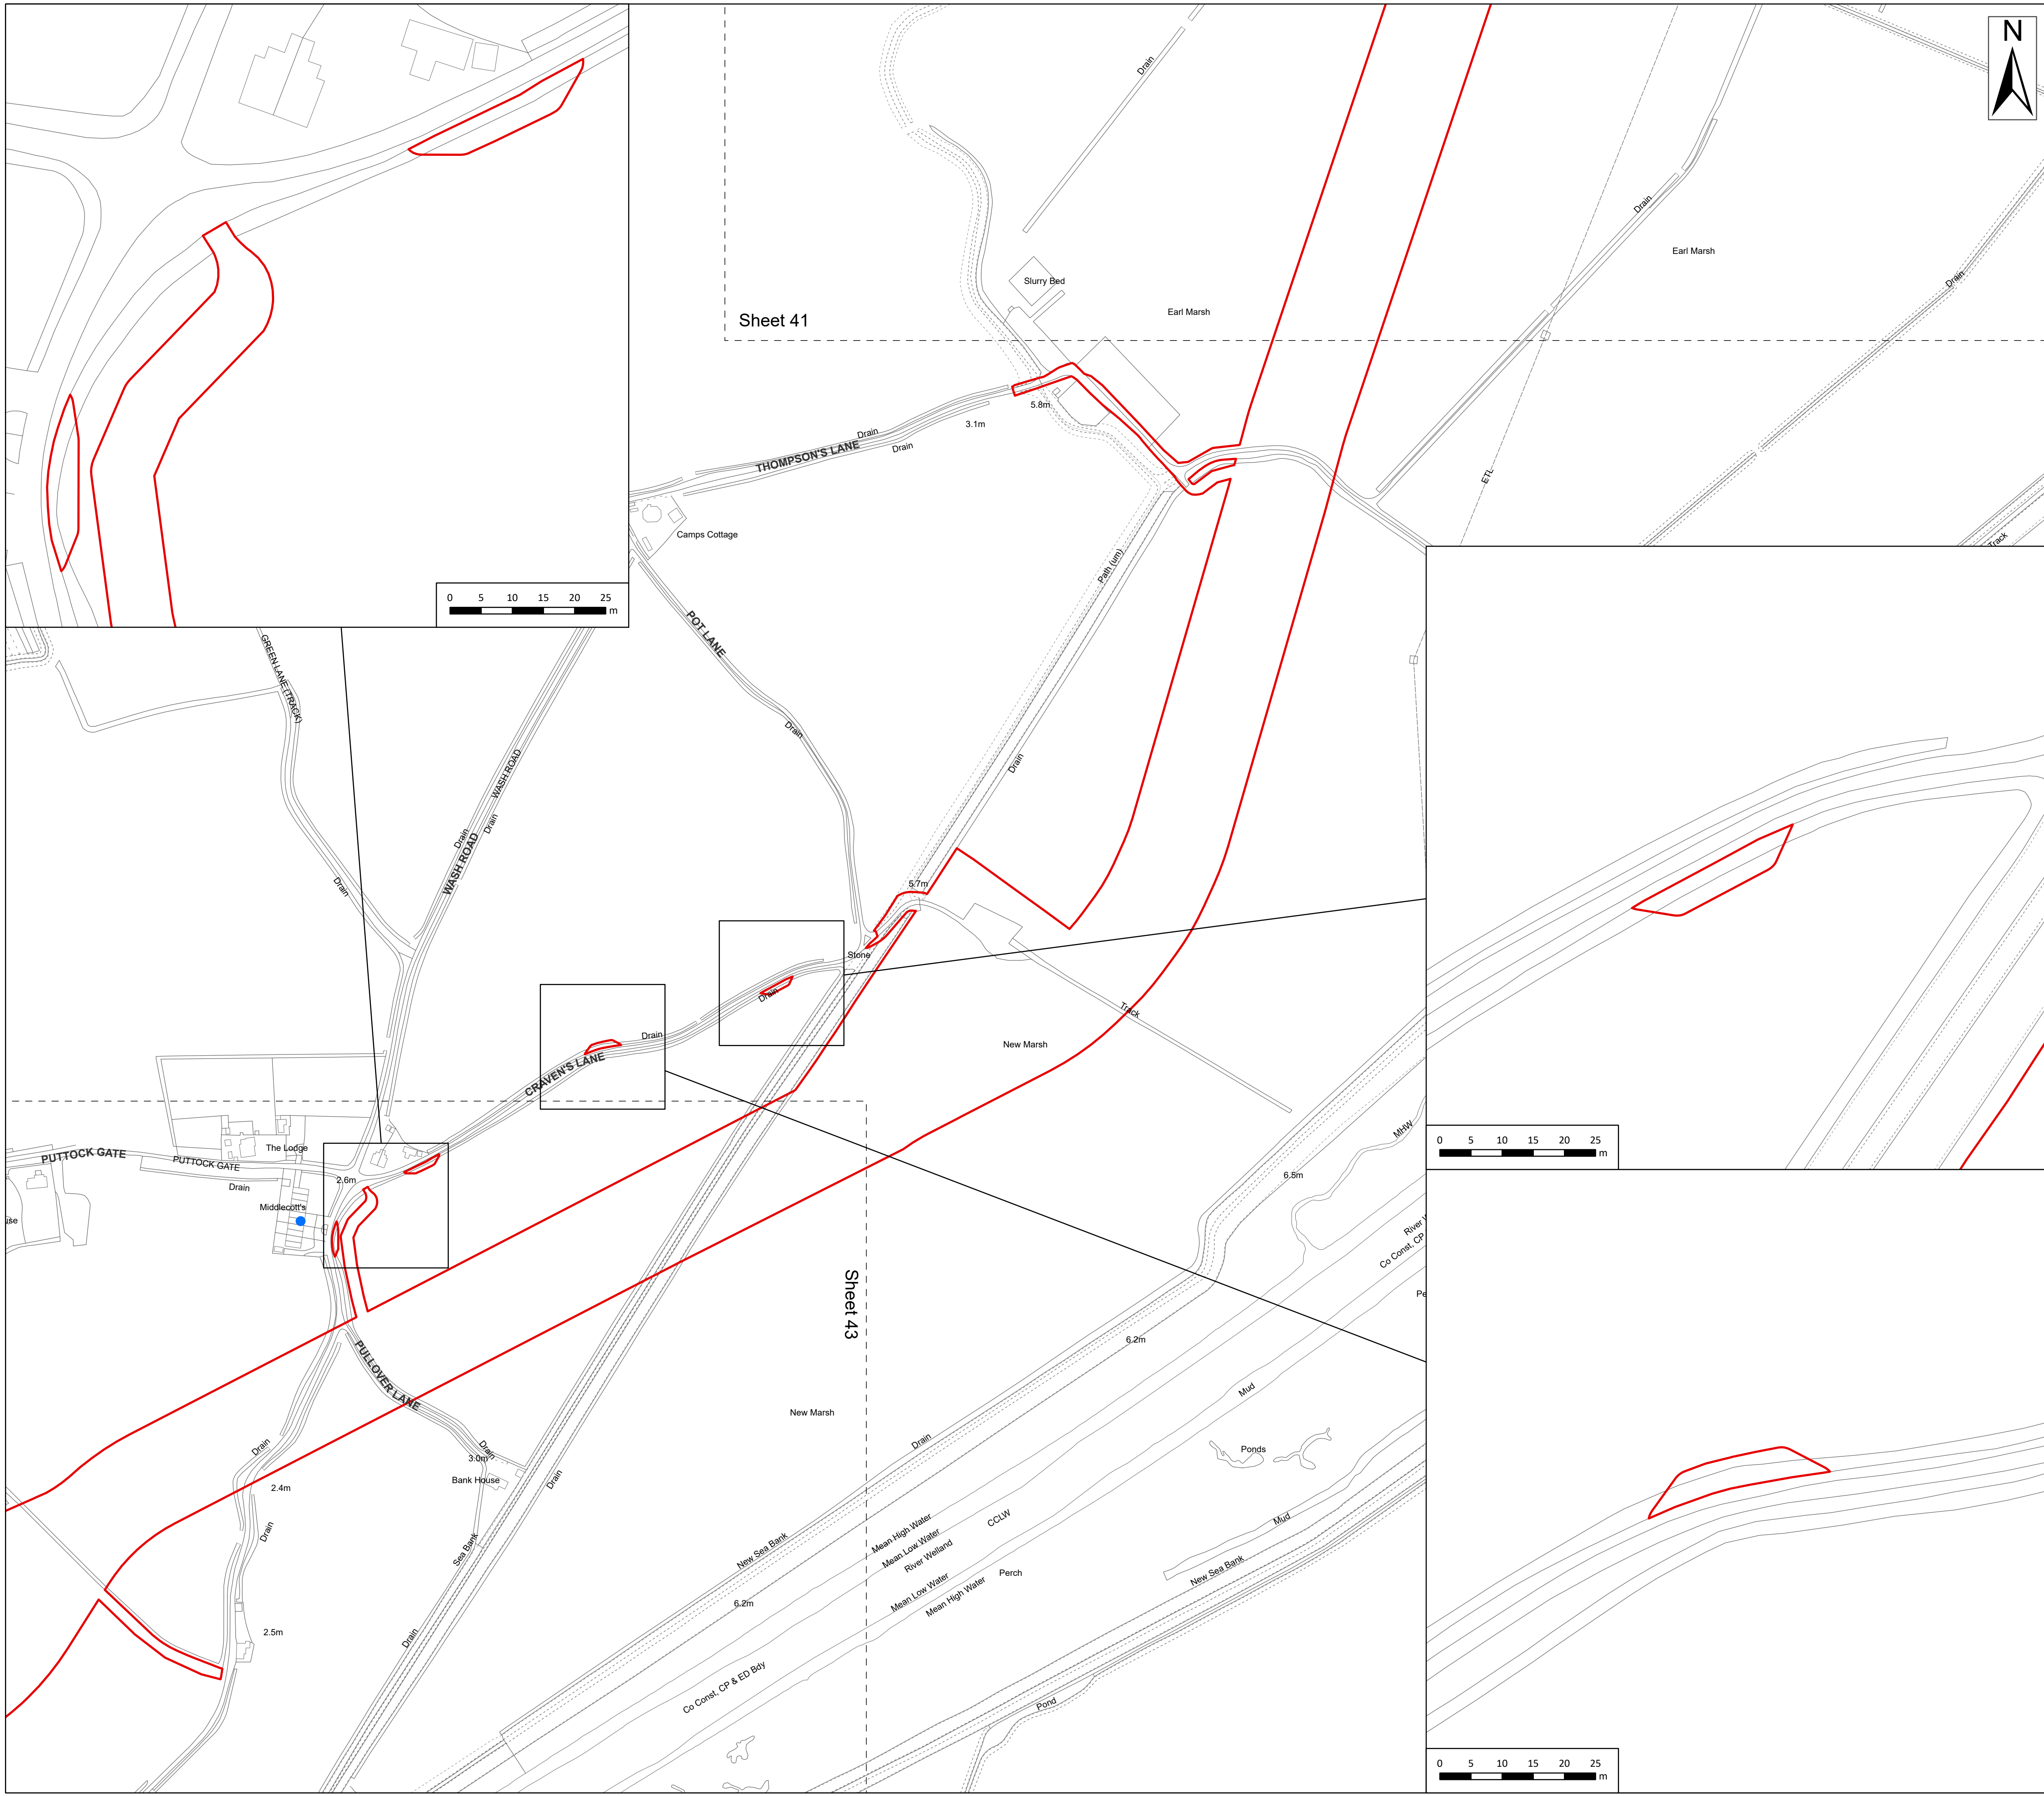 N
Drain
Drain
Earl Marsh
Drain
Slurry Bed
Earl Marsh
Sheet 41
5.8m
3.1m
Drain
THOMPSON'S LANE
Drain
ETL
Camps Cottage
Track
Path (um)
0 5 10 15 20 25
m
POT LANE
GREEN LANE (TRACK)
Drain
Drain
WASH ROAD
Drain
Drain
WASH ROAD
Drain
5.7m
Stone
Drain
Track
Drain
New Marsh
CRAVEN'S LANE
0 5 10 15 20 25
m
MHW
The Lodge
PUTTOCK GATE
PUTTOCK GATE
2.6m
6.5m
Drain
Middlecott's
Co Const, CP
Sheet 43
6.2m
PULLOVER LANE
Mud
New Marsh
Drain
Drain
Drain
3.0m
Ponds
Bank House
Drain
2.4m
Drain
Sea Bank
New Sea Bank
Mean High Water
CCLW
Mud
Mean Low Water
River Welland
New Sea Bank
Perch
Mean Low Water
Mean High Water
6.2m
2.5m
Drain
Co Const, CP & ED Bdy
Pond
0 5 10 15 20 25
m